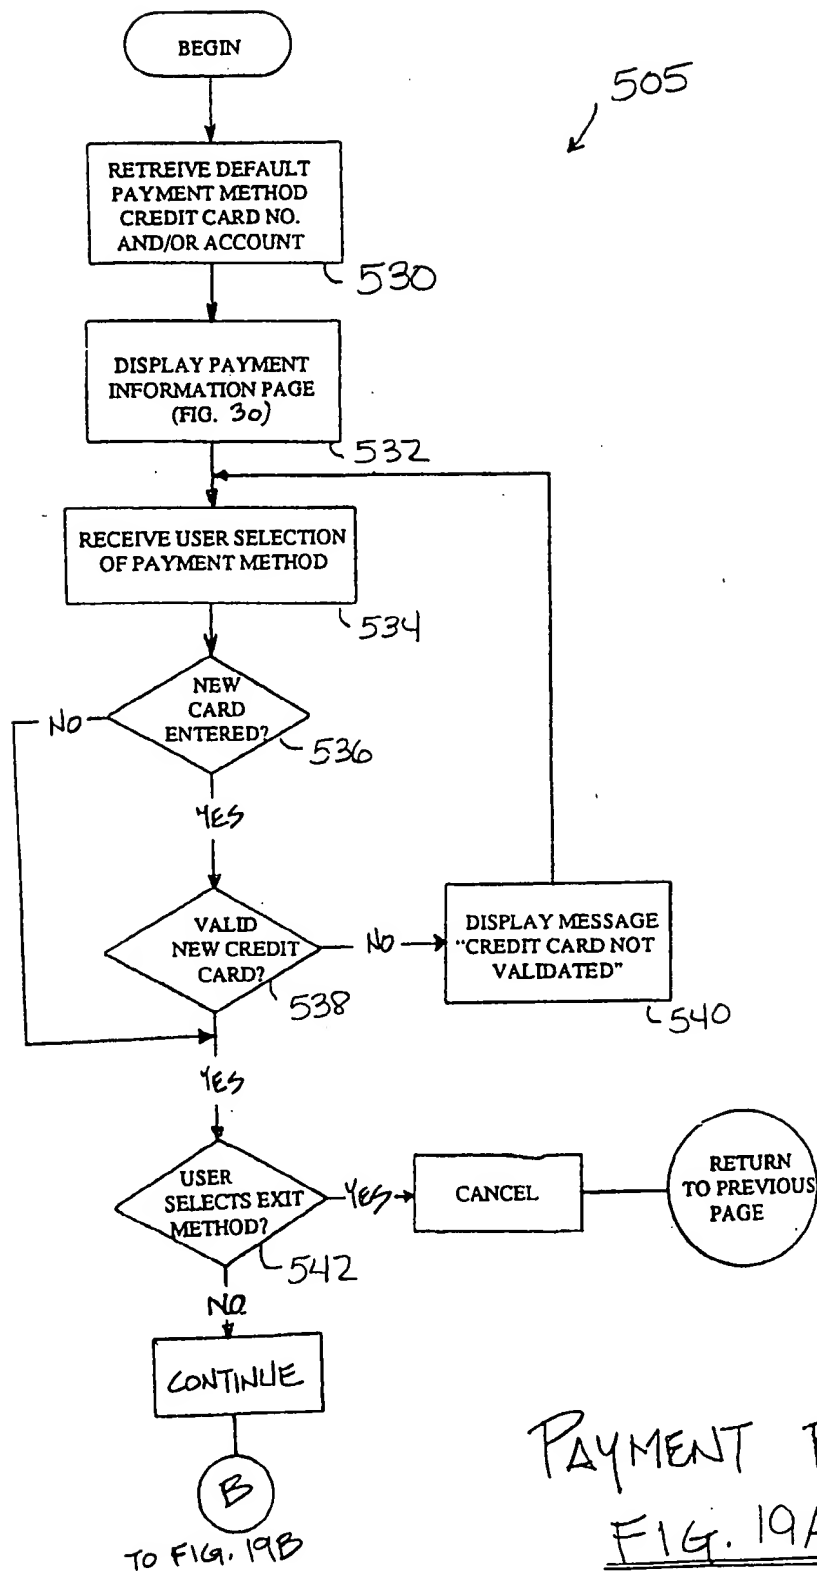 BEGIN
505
RETREIVE DEFAULT
PAYMENT METHOD
CREDIT CARD NO.
AND/OR ACCOUNT
530
DISPLAY PAYMENT
INFORMATION PAGE
(FIG. 30)
532
RECEIVE USER SELECTION
OF PAYMENT METHOD
534
NEW
CARD
ENTERED?
NO
536
YES
VALID
NEW CREDIT
CARD?
538
NO
DISPLAY MESSAGE
"CREDIT CARD NOT
VALIDATED"
540
YES
USER
SELECTS EXIT
METHOD?
542
YES
CANCEL
RETURN
TO PREVIOUS
PAGE
NO
CONTINUE
B
TO FIG. 19B
PAYMENT
FIG. 19A